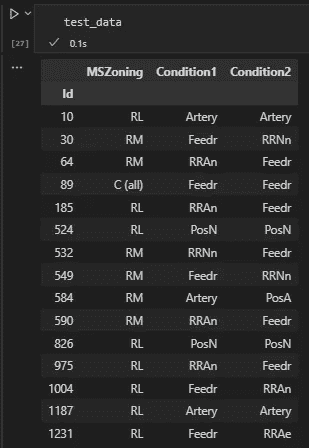 test_data
[27] 0.1s
...
MSZoning Condition1 Condition2
Id
10 RL Artery Artery
30 RM Feedr RRNn
64 RM RRAn Feedr
89 C (all) Feedr Feedr
185 RL RRAn Feedr
524 RL PosN PosN
532 RM RRNn Feedr
549 RM Feedr RRNn
584 RM Artery PosA
590 RM RRAn Feedr
826 RL PosN PosN
975 RL RRAn Feedr
1004 RL Feedr RRAn
1187 RL Artery Artery
1231 RL Feedr RRAe